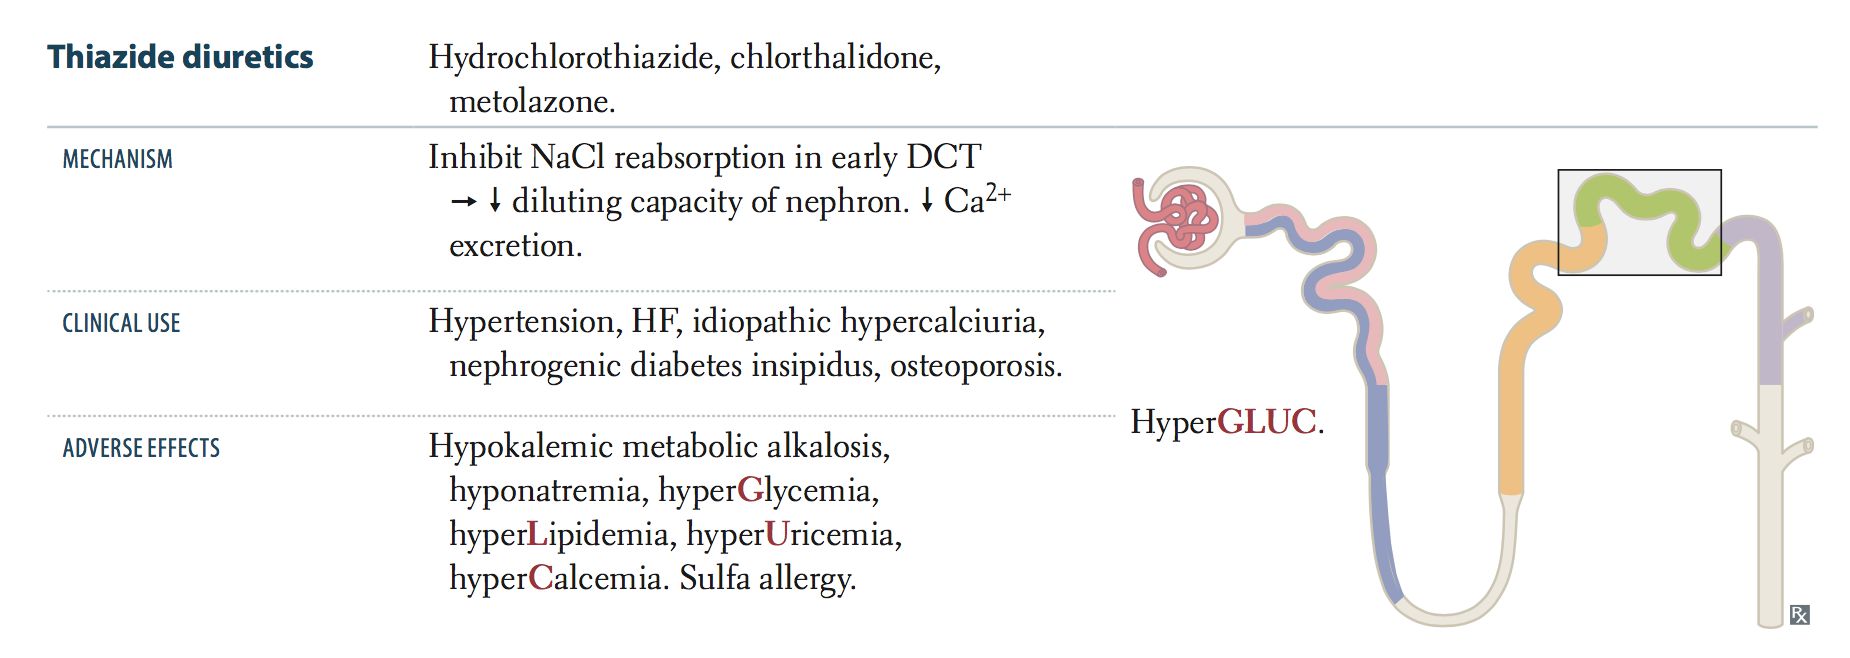 Thiazide diuretics
Hydrochlorothiazide, chlorthalidone,
metolazone.
MECHANISM
Inhibit NaCl reabsorption in early DCT
→ ↓ diluting capacity of nephron. ↓ Ca²⁺
excretion.
CLINICAL USE
Hypertension, HF, idiopathic hypercalciuria,
nephrogenic diabetes insipidus, osteoporosis.
ADVERSE EFFECTS
Hypokalemic metabolic alkalosis,
hyponatremia, hyperGlycemia,
hyperLipidemia, hyperUricemia,
hyperCalcemia. Sulfa allergy.
HyperGLUC.
Rx